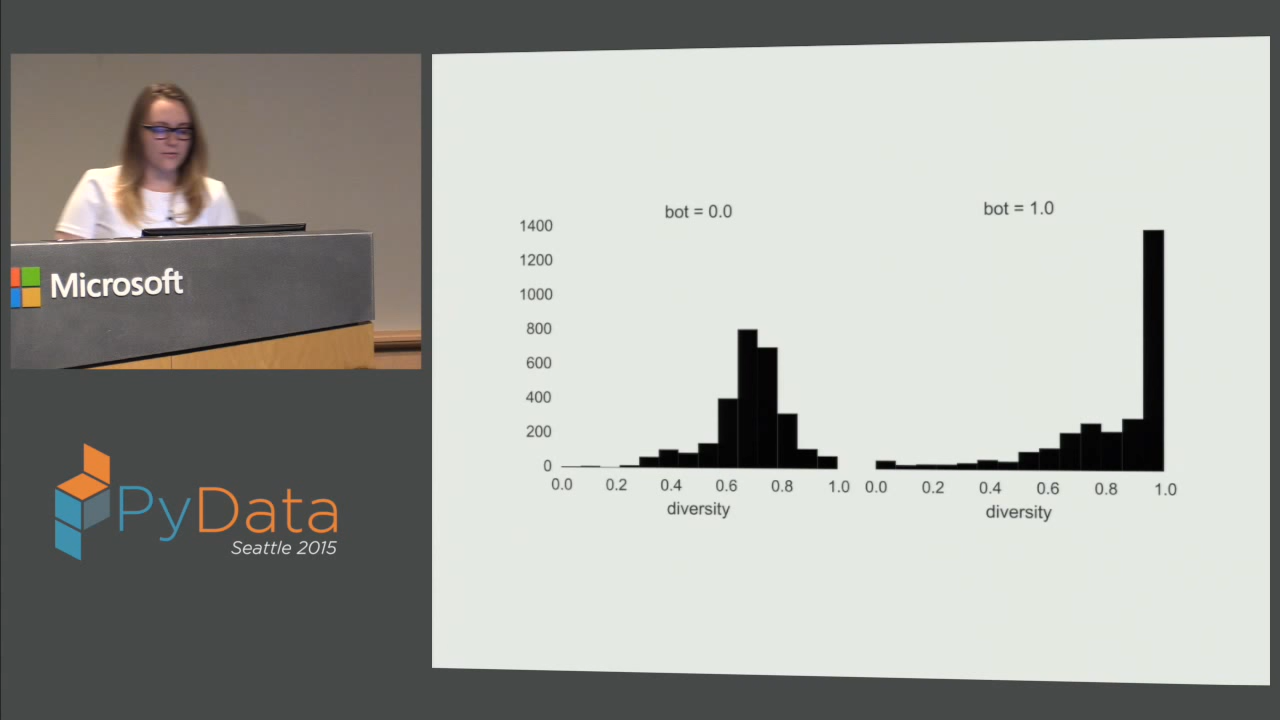 Microsoft
PyData
Seattle 2015
bot = 0.0
bot = 1.0
1400
1200
1000
800
600
400
200
0
0.0 0.2 0.4 0.6 0.8 1.0
0.0 0.2 0.4 0.6 0.8 1.0
diversity
diversity